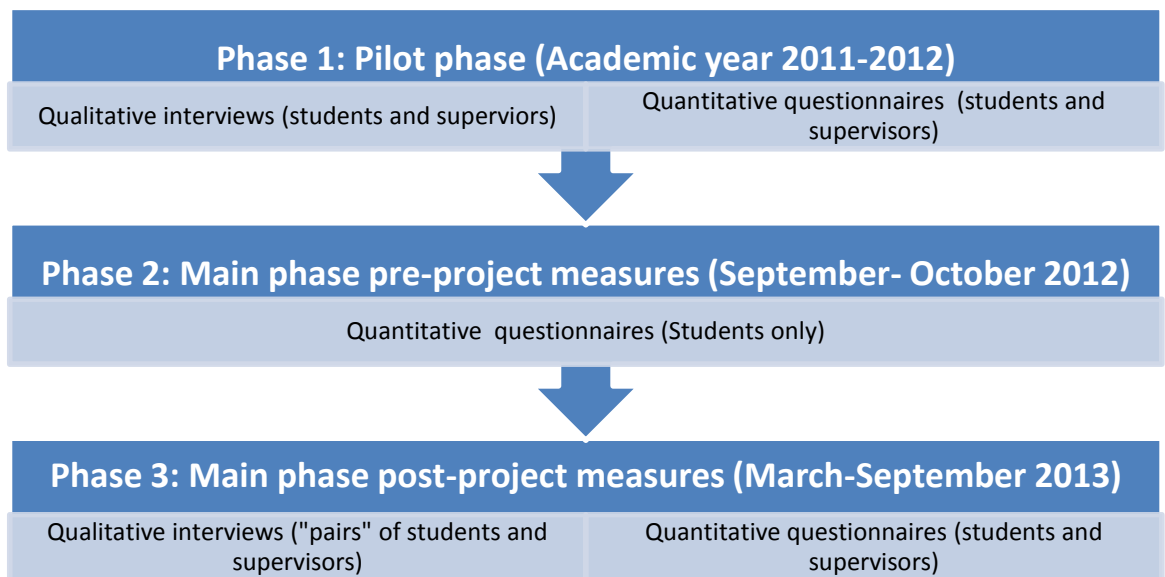 Phase 1: Pilot phase (Academic year 2011-2012)
Qualitative interviews (students and superviors)
Quantitative questionnaires (students and
supervisors)
Phase 2: Main phase pre-project measures (September- October 2012)
Quantitative questionnaires (Students only)
Phase 3: Main phase post-project measures (March-September 2013)
Qualitative interviews ("pairs" of students and
supervisors)
Quantitative questionnaires (students and
supervisors)